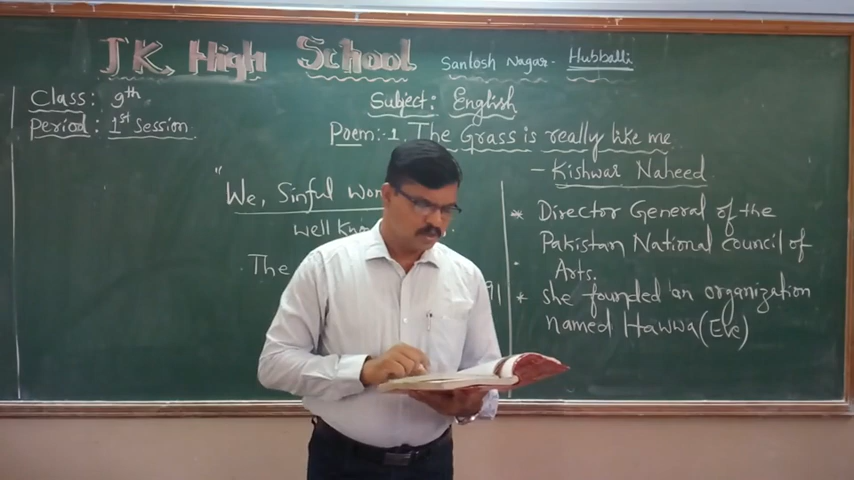 JK High School Santosh Nagar- Hubballi
Class: 9th
Subject: English
Period: 1st Session
Poem:-1 The Grass is really like me
- Kishwar Naheed
"We, Sinful
well
The
91
* Director General of the
Pakistan National Council of
Arts.
* she founded an organization
named Hawwa (Eve)